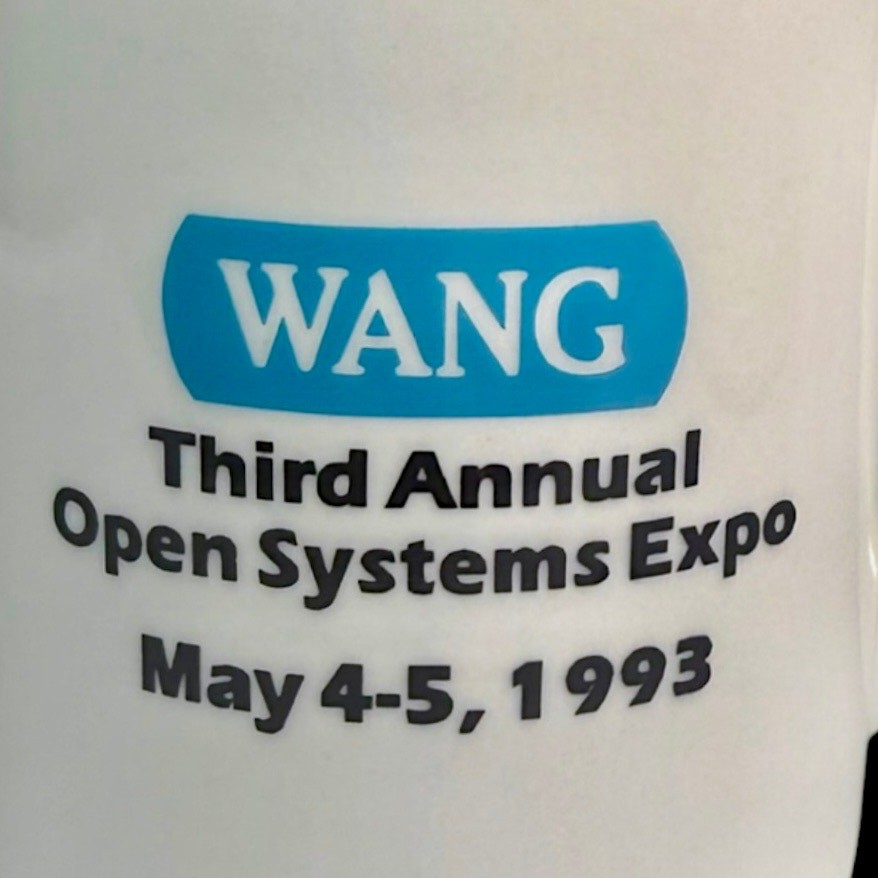 WANG
Third Annual
Open Systems Expo
May 4-5, 1993